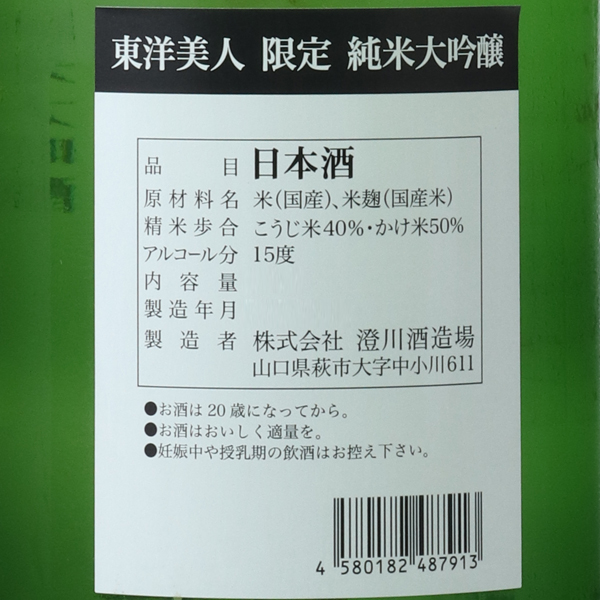 東洋美人 限定 純米大吟醸
品目 日本酒
原材料名 米(国産)、米麹(国産米)
精米歩合 こうじ米40%・かけ米50%
アルコール分 15度
内容量
製造年月
製造者 株式会社 澄川酒造場
山口県萩市大字中小川611
●お酒は20歳になってから。
●お酒はおいしく適量を。
●妊娠中や授乳期の飲酒はお控え下さい。
4 580182 487913